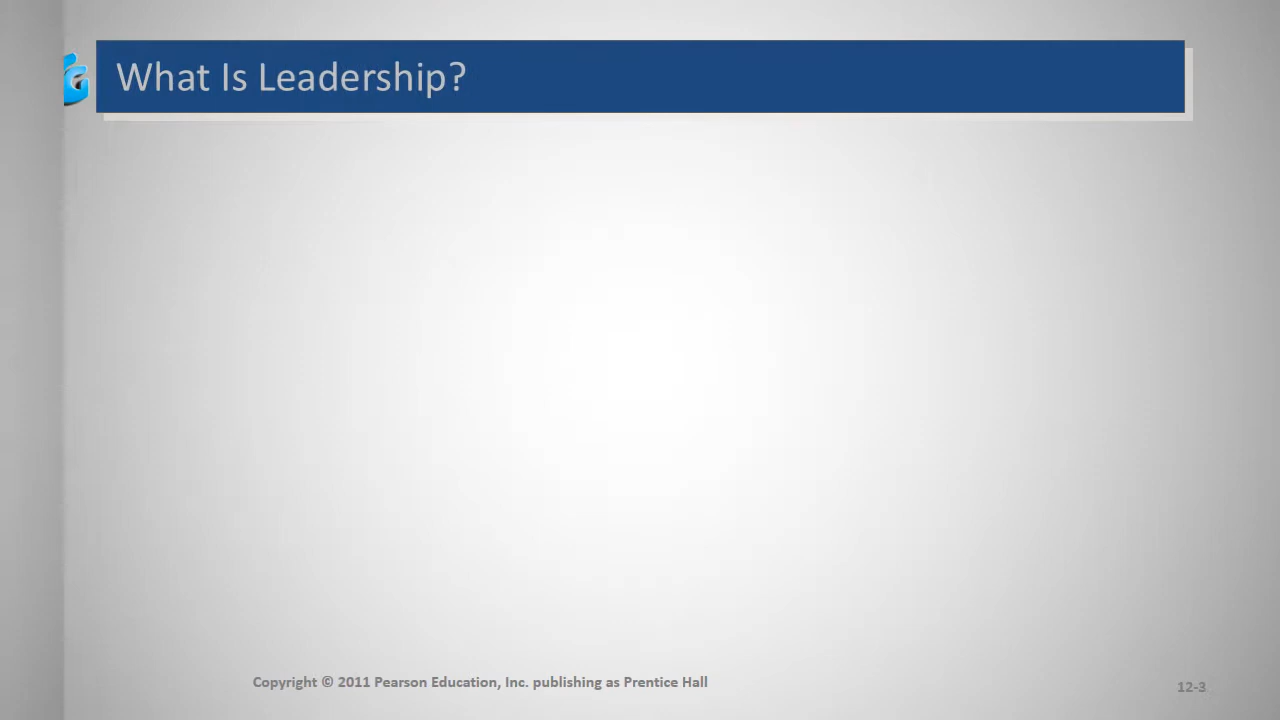 What Is Leadership?
Copyright © 2011 Pearson Education, Inc. publishing as Prentice Hall
12-3